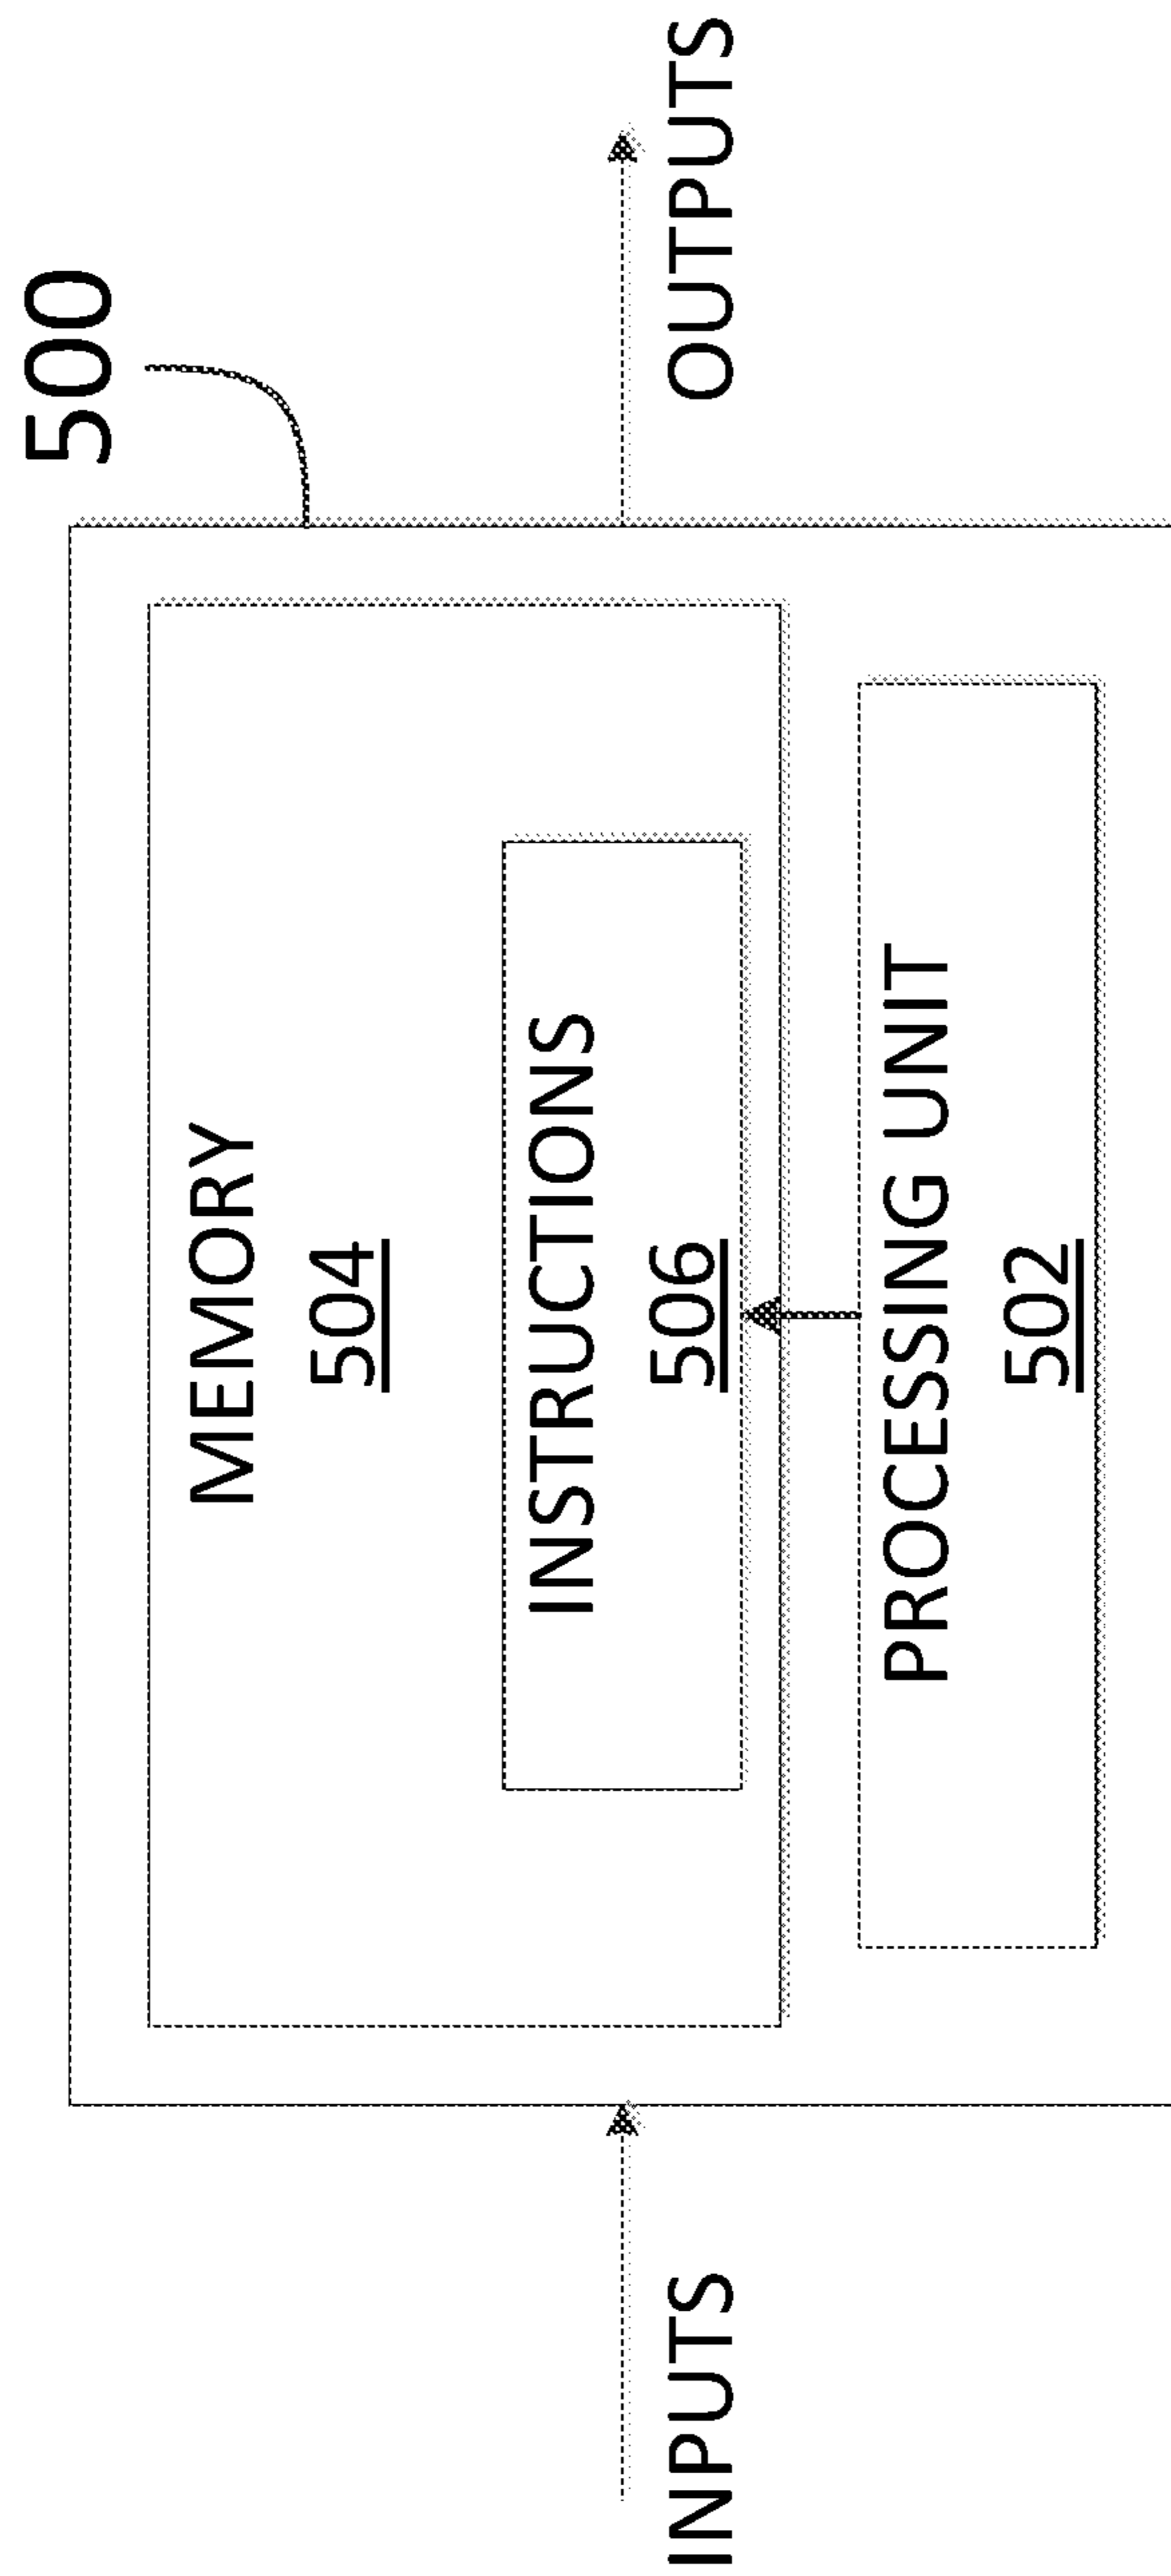 500
MEMORY
504
INSTRUCTIONS
506
INPUTS
OUTPUTS
PROCESSING UNIT
502